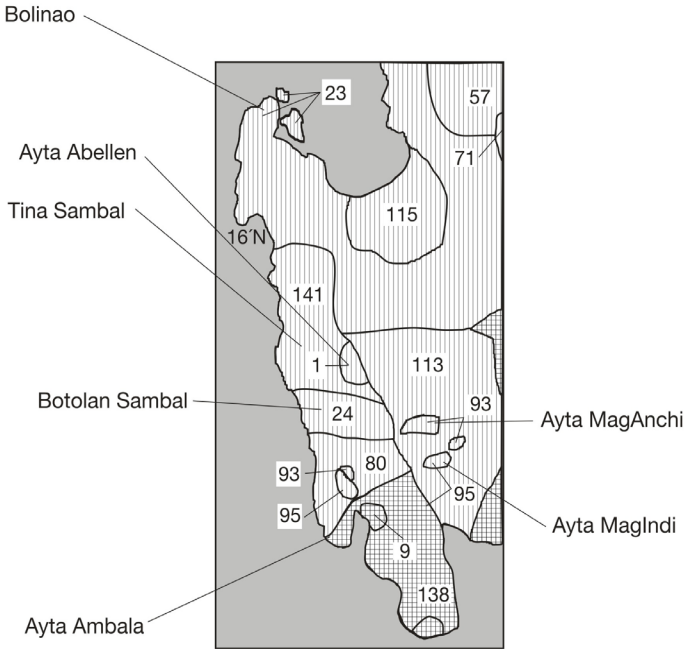 Bolinao
23
57
Ayta Abellen
71
Tina Sambal
115
16´N
141
1
113
Botolan Sambal
24
93
Ayta MagAnchi
93
80
95
95
Ayta MagIndi
9
138
Ayta Ambala